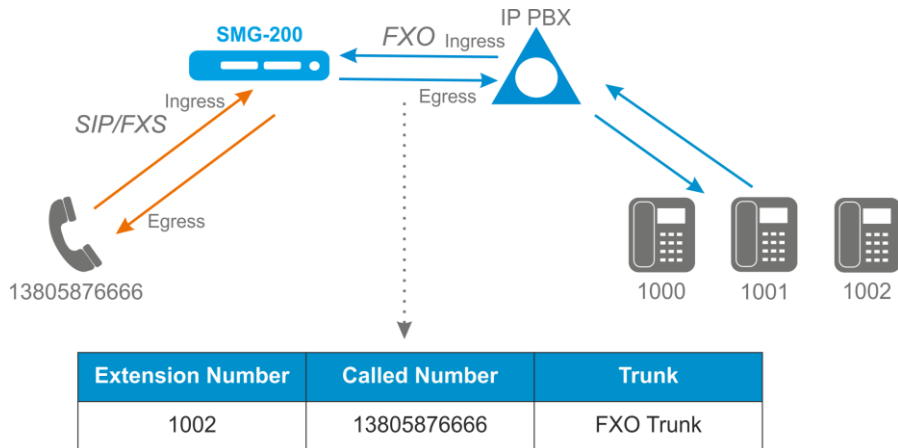 IP PBX
SMG-200
FXO Ingress
Egress
Ingress
SIP/FXS
Egress
13805876666
1000 1001 1002
Extension Number Called Number Trunk
1002 13805876666 FXO Trunk